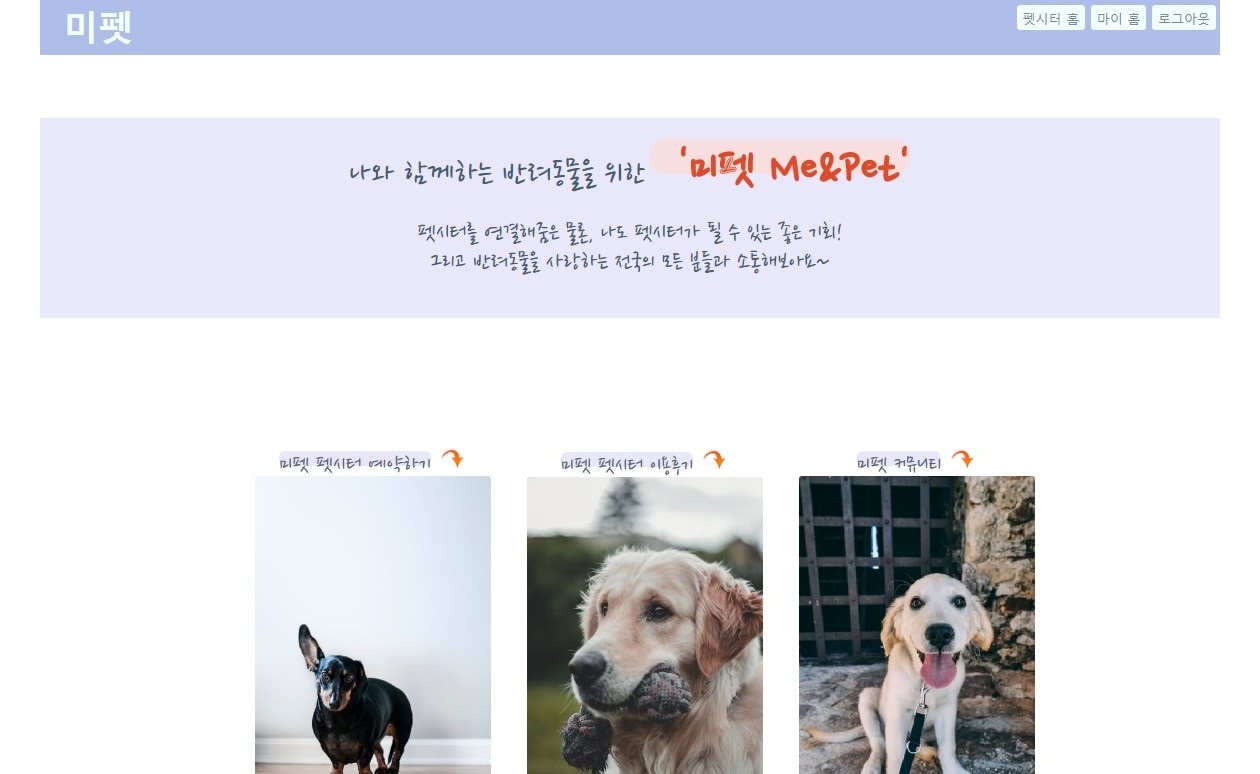 미펫
펫시터 홈 마이 홈 로그아웃
나와 함께하는 반려동물을 위한 '미펫 Me&Pet'
펫시터를 연결해줌은 물론, 나도 펫시터가 될 수 있는 좋은 기회!
그리고 반려동물을 사랑하는 전국의 모든 분들과 소통해보아요~
미펫 펫시터 예약하기
미펫 펫시터 이용후기
미펫 커뮤니티